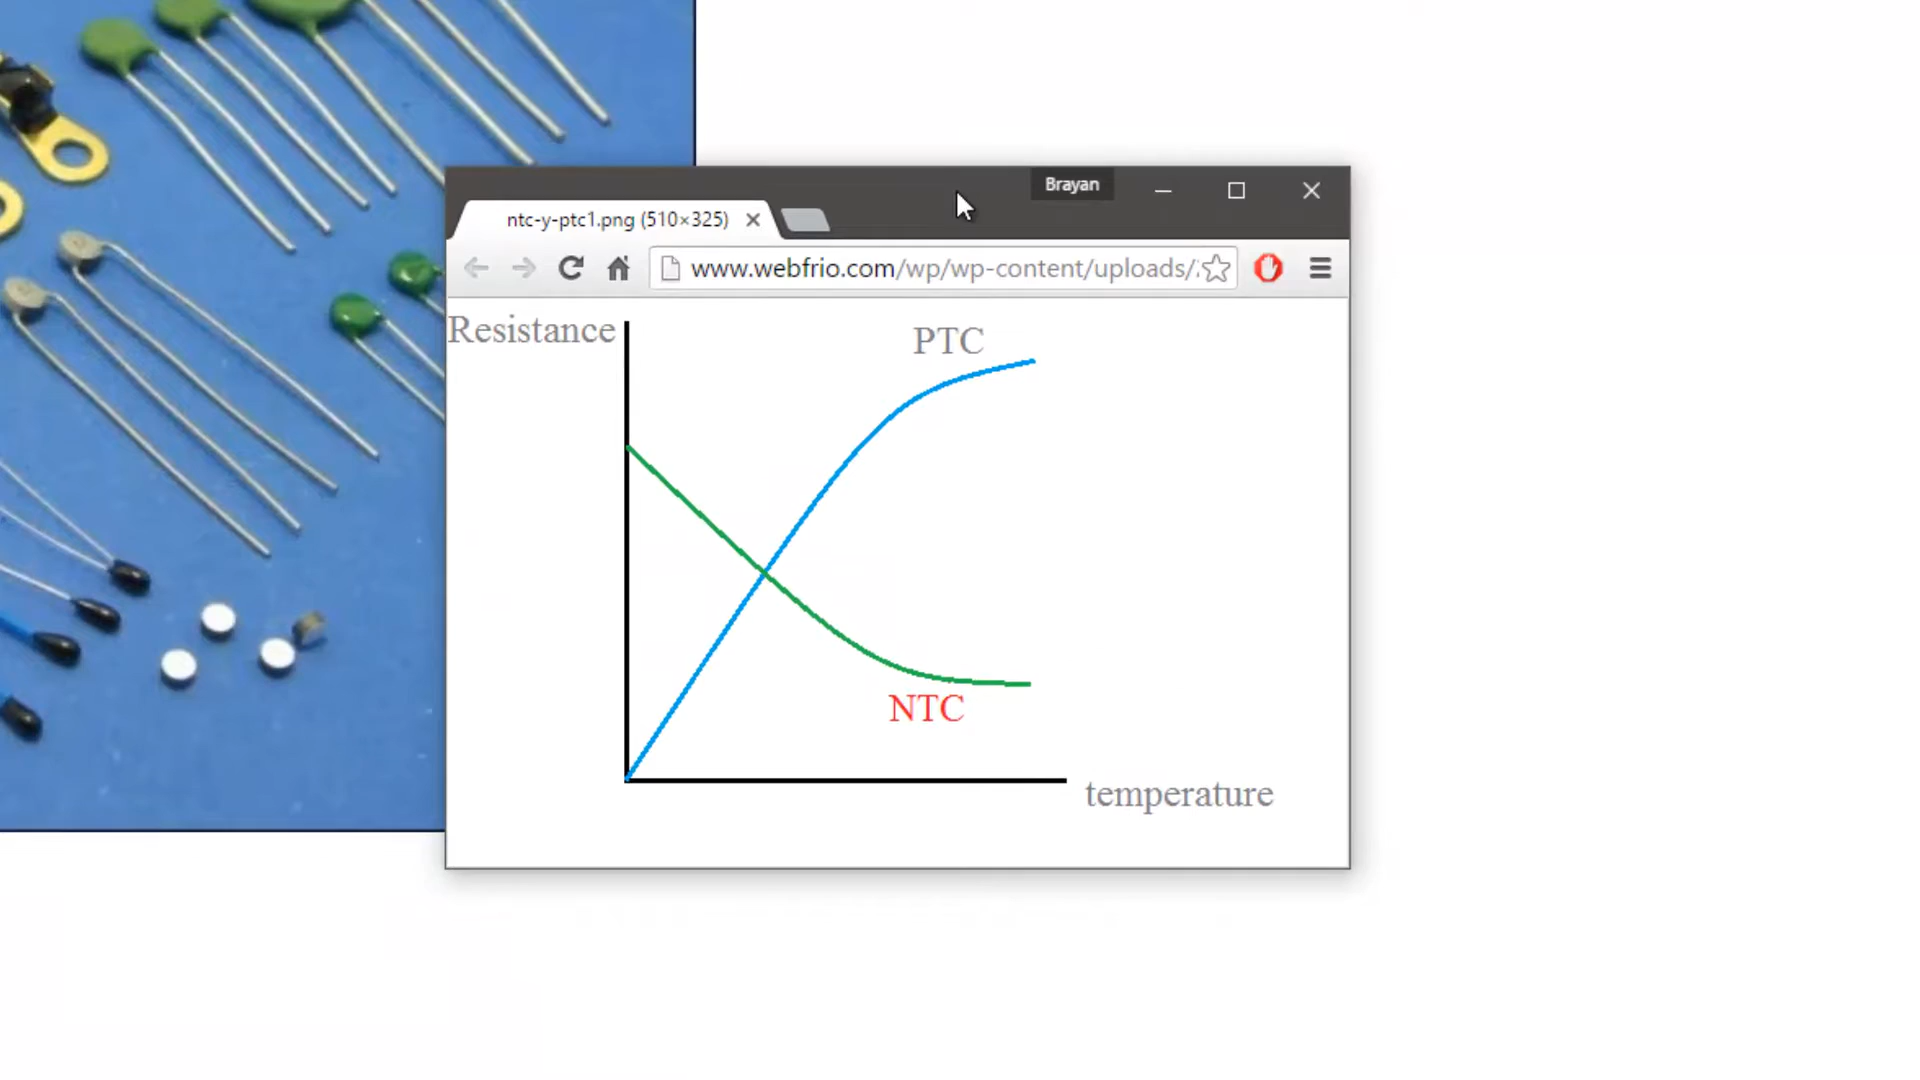 Brayan
ntc-y-ptc1.png (510×325)
www.webfrio.com/wp/wp-content/uploads/
Resistance
PTC
NTC
temperature